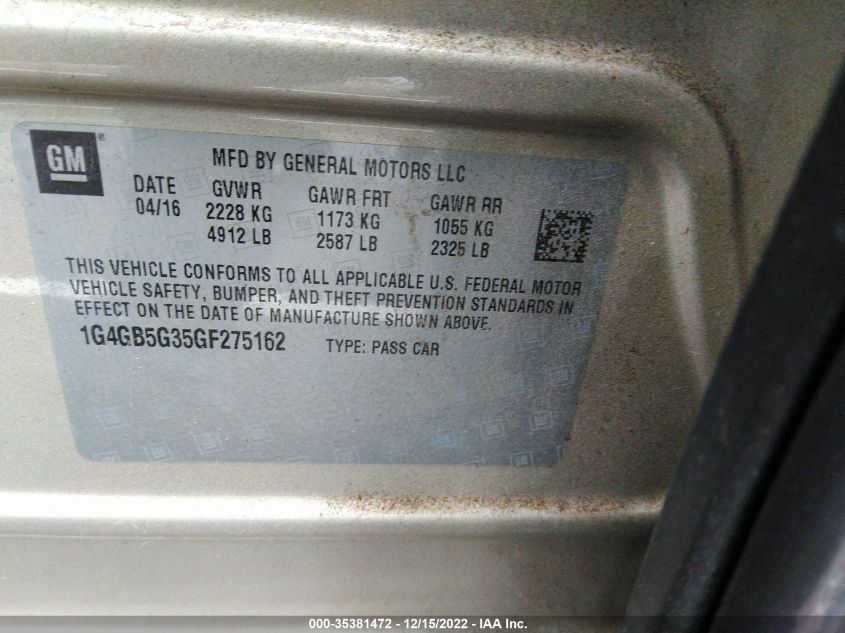 GM®
MFD BY GENERAL MOTORS LLC
DATE GVWR GAWR FRT GAWR RR
04/16 2228 KG 1173 KG 1055 KG
4912 LB 2587 LB 2325 LB
THIS VEHICLE CONFORMS TO ALL APPLICABLE U.S. FEDERAL MOTOR
VEHICLE SAFETY, BUMPER, AND THEFT PREVENTION STANDARDS IN
EFFECT ON THE DATE OF MANUFACTURE SHOWN ABOVE.
1G4GB5G35GF275162 TYPE: PASS CAR
000-35381472 - 12/15/2022 - IAA Inc.